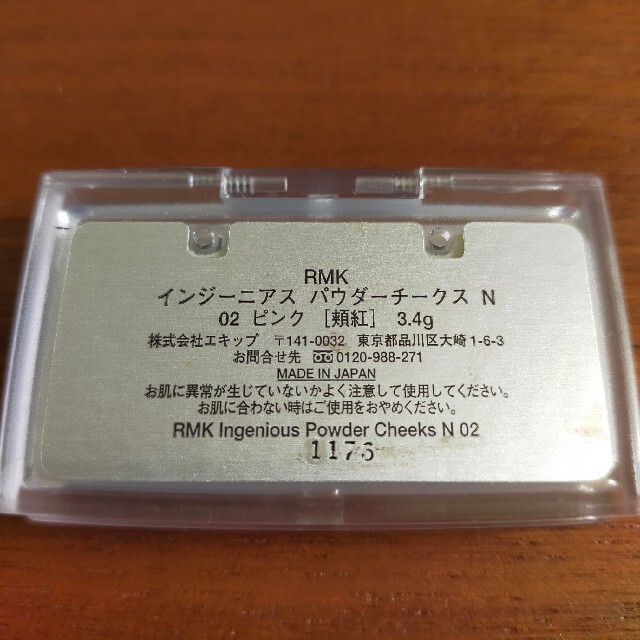 RMK
インジーニアス パウダーチークス N
02 ピンク [頬紅] 3.4g
株式会社エキップ 〒141-0032 東京都品川区大崎1-6-3
お問合せ先 0120-988-271
MADE IN JAPAN
お肌に異常が生じていないかよく注意して使用してください。
お肌に合わない時はご使用をおやめください。
RMK Ingenious Powder Cheeks N 02
1176